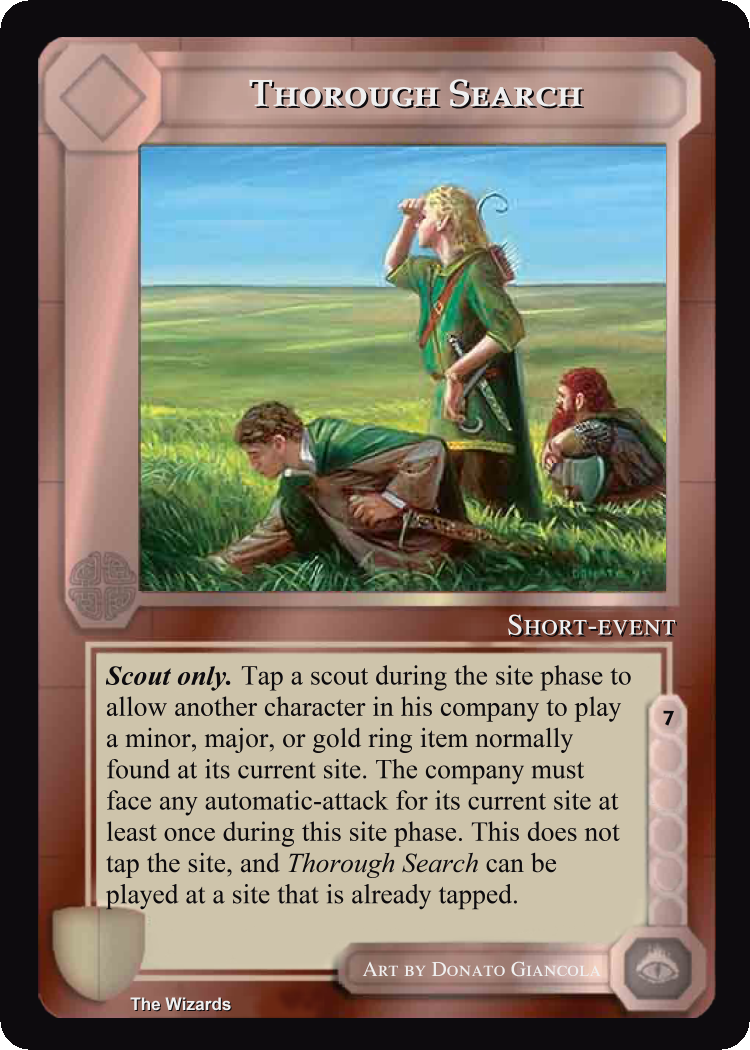 Thorough Search
Short-event
Scout only. Tap a scout during the site phase to
allow another character in his company to play
a minor, major, or gold ring item normally
found at its current site. The company must
face any automatic-attack for its current site at
least once during this site phase. This does not
tap the site, and Thorough Search can be
played at a site that is already tapped.
7
Art by Donato Giancola
The Wizards